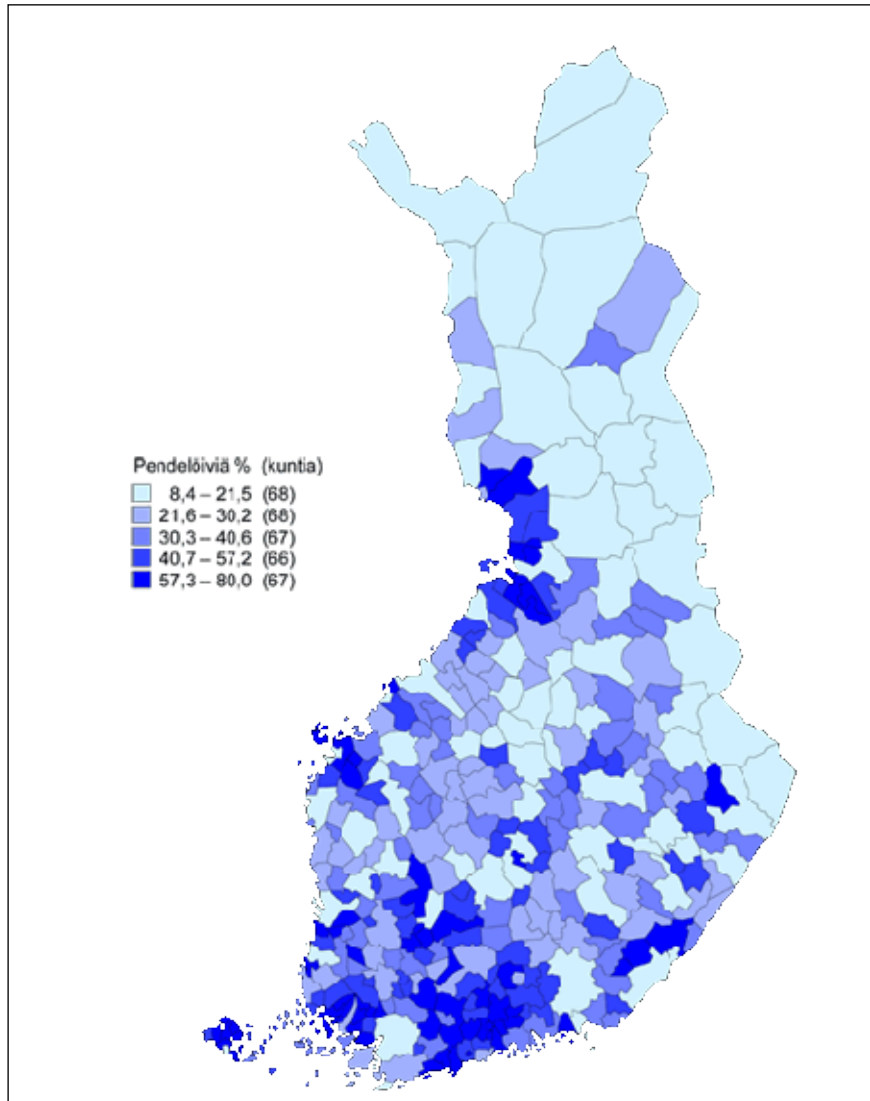 Pendelöiviä % (kuntia)
8,4 – 21,5 (68)
21,6 – 30,2 (68)
30,3 – 40,6 (67)
40,7 – 57,2 (66)
57,3 – 80,0 (67)